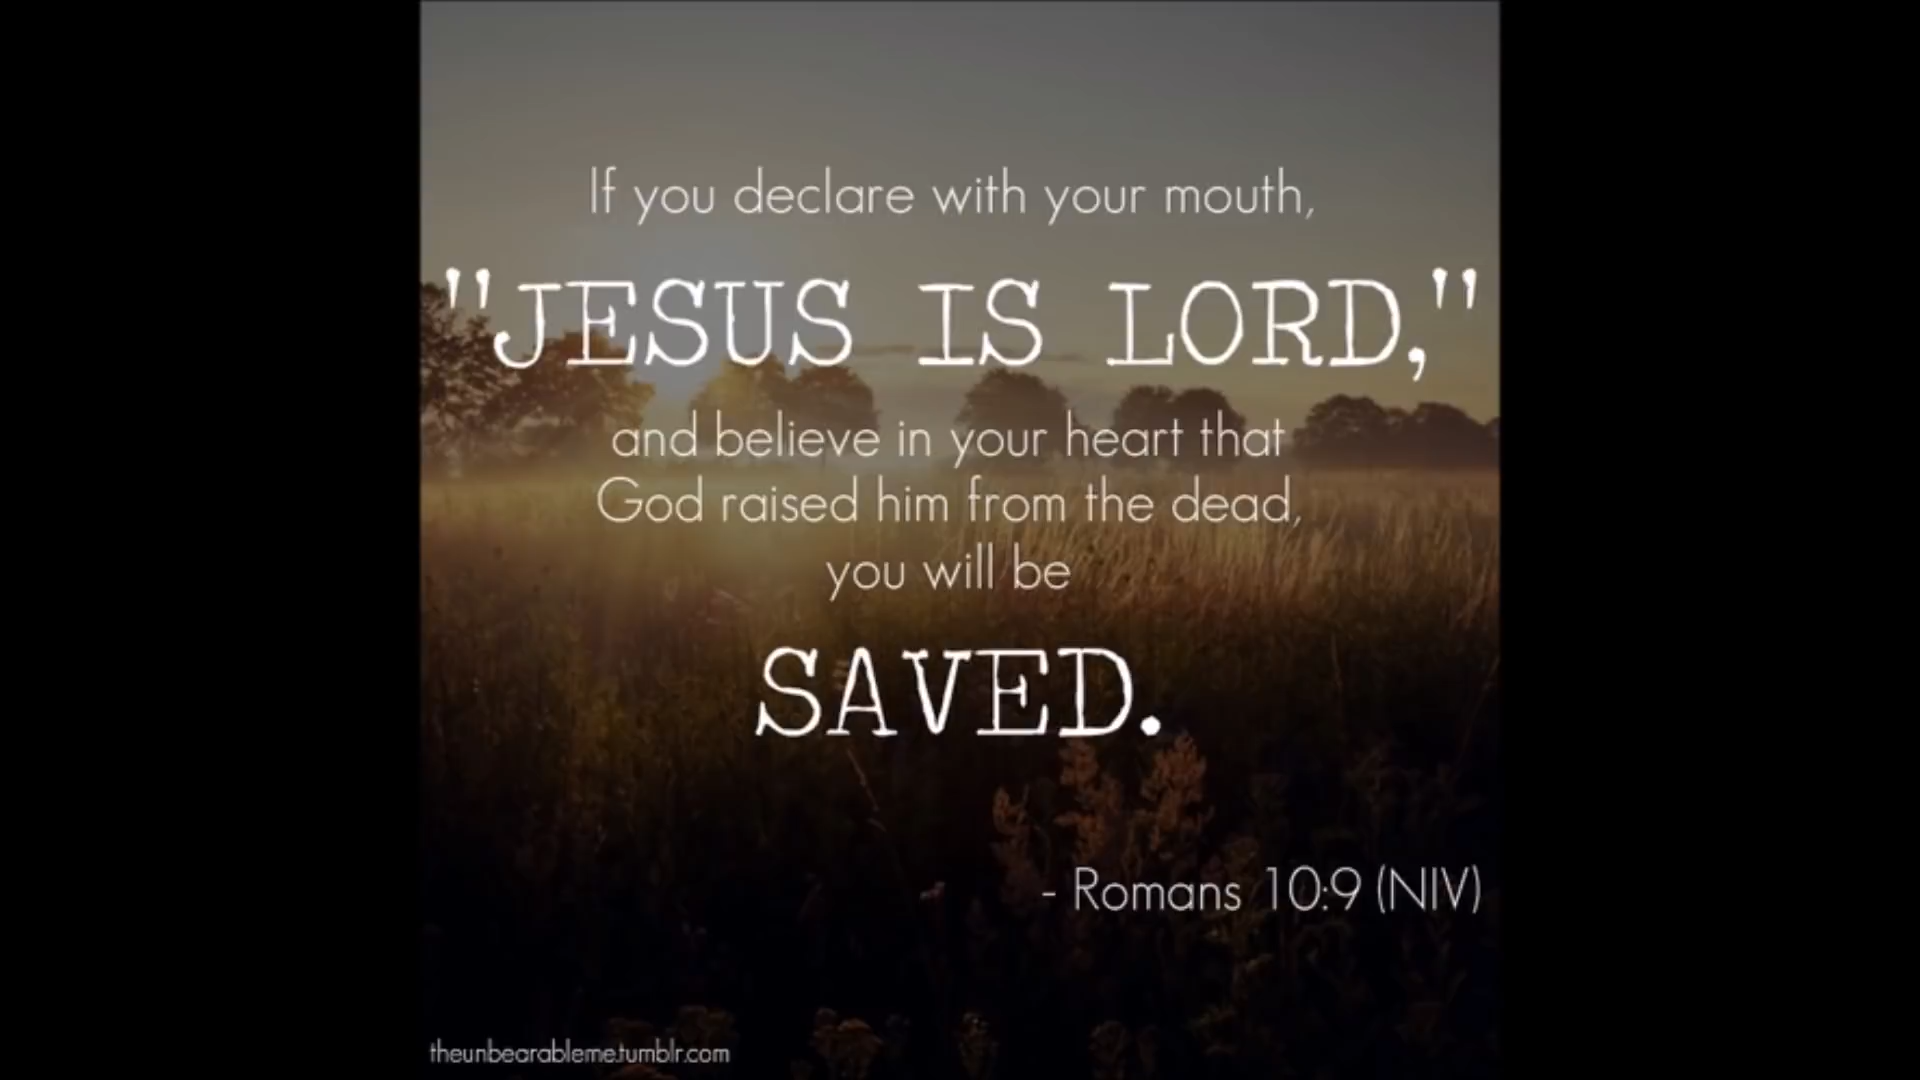 If you declare with your mouth,
"JESUS IS LORD,"
and believe in your heart that
God raised him from the dead,
you will be
SAVED.
- Romans 10:9 (NIV)
theunbearableme.tumblr.com